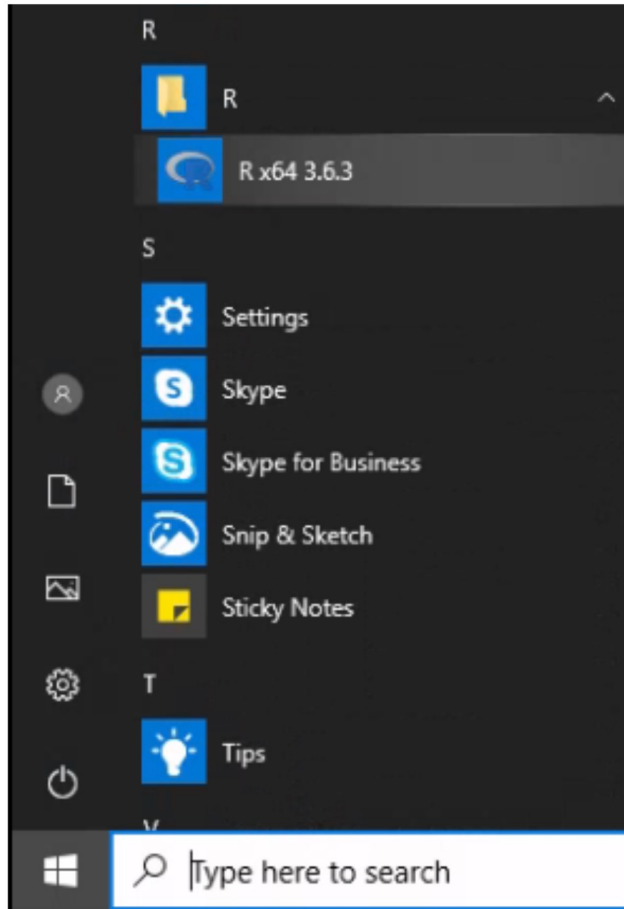 R
R
R x64 3.6.3
S
Settings
Skype
Skype for Business
Snip & Sketch
Sticky Notes
T
Tips
V
Type here to search